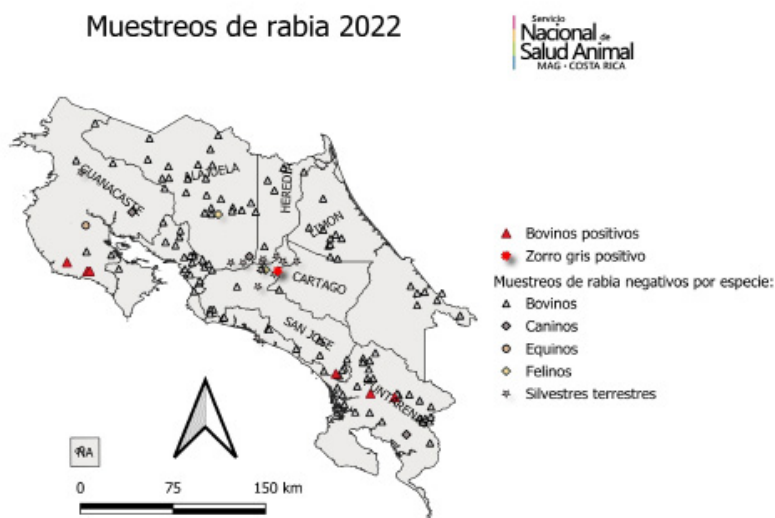 Muestreos de rabia 2022
Servicio
Nacional de
Salud Animal
MAG - COSTA RICA
GUANACASTE
ALAJUELA
HEREDIA
LIMON
CARTAGO
SAN JOSE
PUNTARENAS
Bovinos positivos
Zorro gris positivo
Muestreos de rabia negativos por especie:
Bovinos
Caninos
Equinos
Felinos
Silvestres terrestres
0 75 150 km